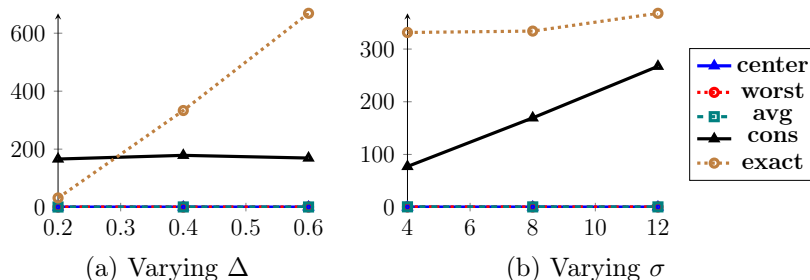 600
400
200
0
0.2 0.3 0.4 0.5 0.6
(a) Varying Δ
300
200
100
0
4 6 8 10 12
(b) Varying σ
center
worst
avg
cons
exact